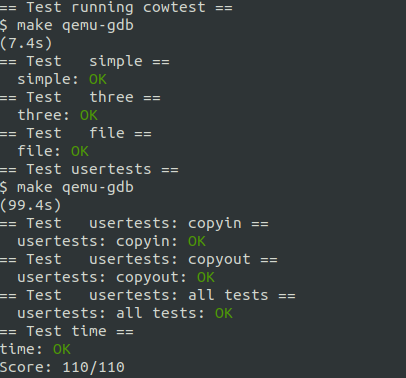 == Test running cowtest ==
$ make qemu-gdb
(7.4s)
== Test   simple ==
  simple: OK
== Test   three ==
  three: OK
== Test   file ==
  file: OK
== Test usertests ==
$ make qemu-gdb
(99.4s)
== Test   usertests: copyin ==
  usertests: copyin: OK
== Test   usertests: copyout ==
  usertests: copyout: OK
== Test   usertests: all tests ==
  usertests: all tests: OK
== Test time ==
time: OK
Score: 110/110